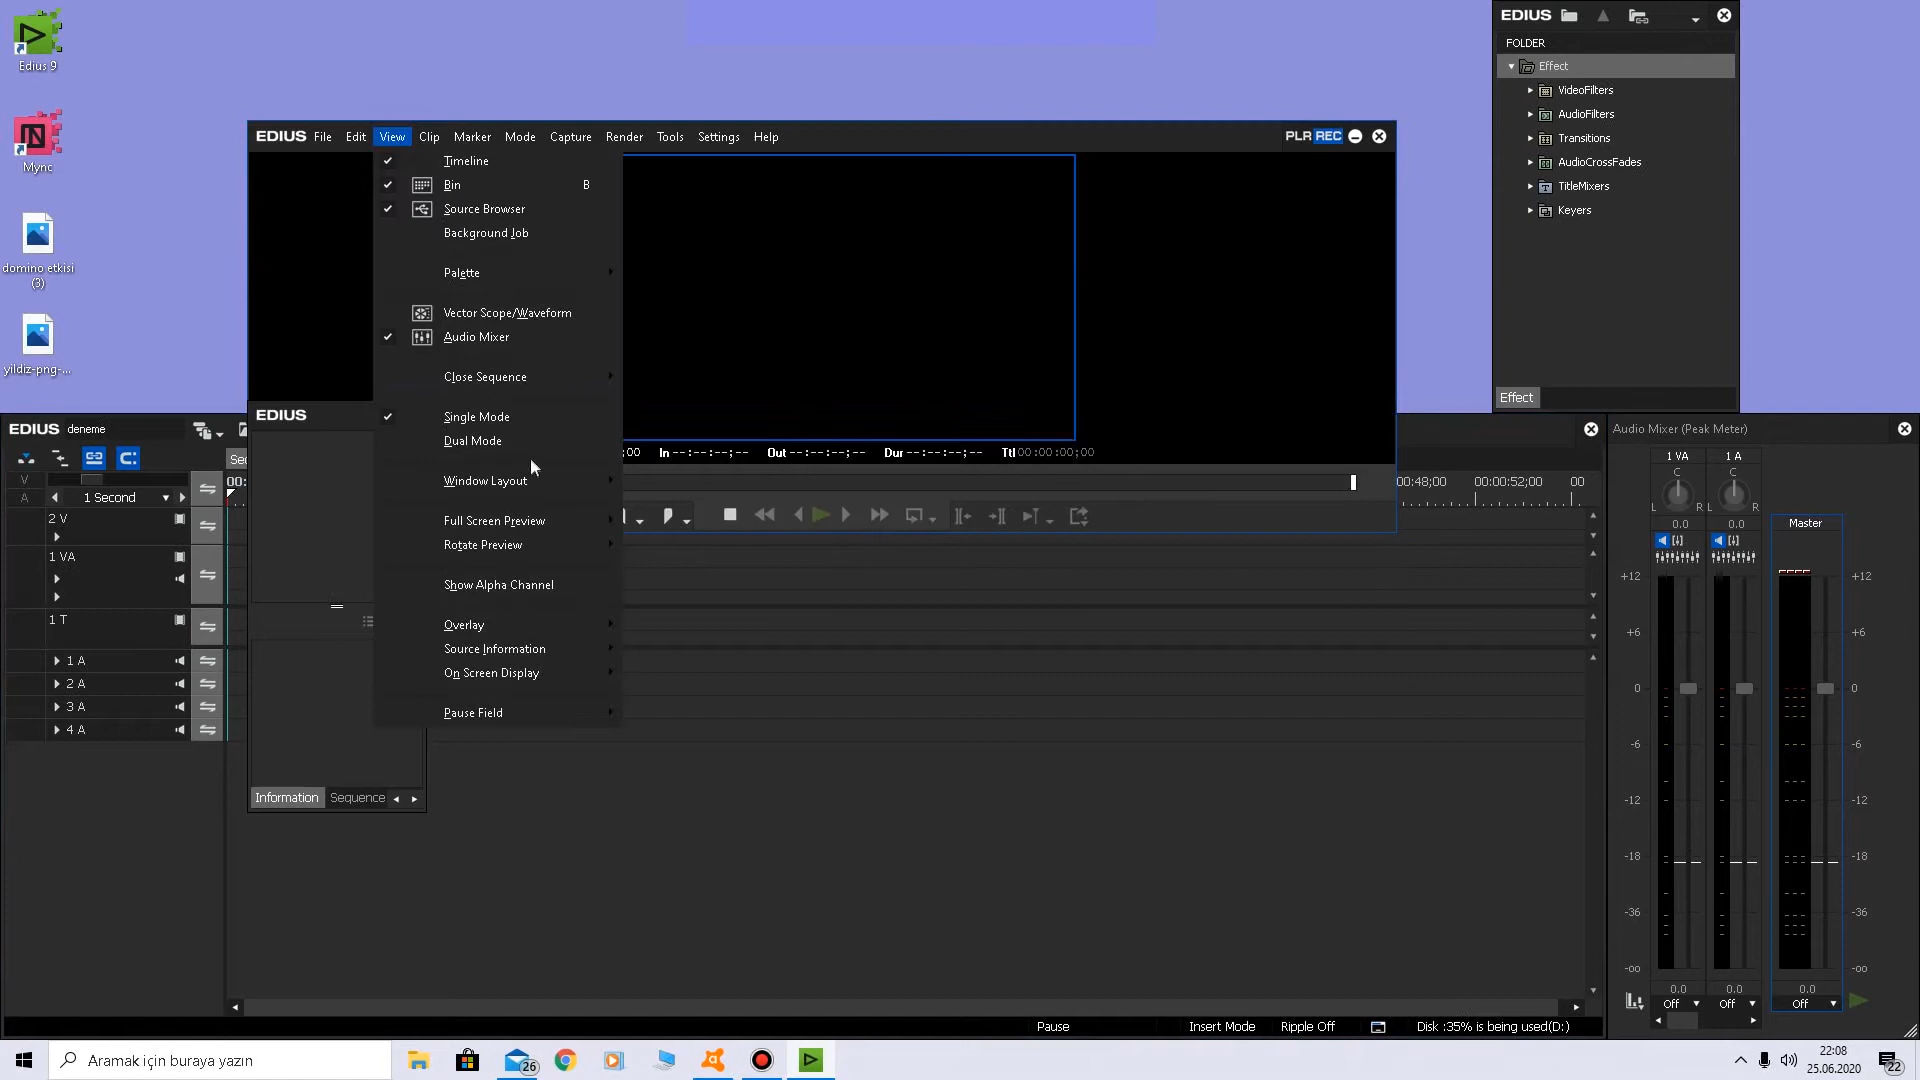 Edius 9
Mync
domino etkisi
(3)
yildiz-png-...
EDIUS
FOLDER
Effect
VideoFilters
AudioFilters
Transitions
AudioCrossFades
TitleMixers
Keyers
Effect
EDIUS File Edit View Clip Marker Mode Capture Render Tools Settings Help PLR REC
Timeline
Bin B
Source Browser
Background Job
Palette
Vector Scope/Waveform
Audio Mixer
Close Sequence
Single Mode
Dual Mode
Window Layout
Full Screen Preview
Rotate Preview
Show Alpha Channel
Overlay
Source Information
On Screen Display
Pause Field
;00 In --:--:--;-- Out --:--:--;-- Dur --:--:--;-- Ttl 00:00:00;00
EDIUS
Information Sequence
EDIUS deneme
Se
V
A
1 Second
00:
00:48;00 00:00:52;00 00
2 V
1 VA
1 T
1 A
2 A
3 A
4 A
Pause Insert Mode Ripple Off Disk :35% is being used(D:)
Audio Mixer (Peak Meter)
1 VA 1 A
C C
L R L R
0.0 0.0 Master
+12 +12
+6 +6
0 0
-6 -6
-12 -12
-18 -18
-36 -36
-oo -oo
0.0 0.0 0.0
Off Off Off
Aramak için buraya yazın
26
22:08
25.06.2020
22